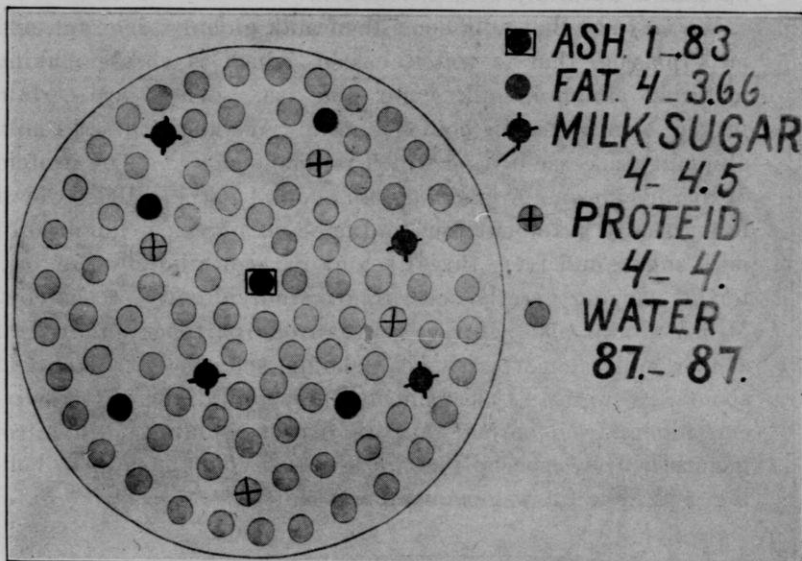 ASH 1_.83
FAT. 4_3.66
MILK SUGAR
4_ 4.5
PROTEID
4_ 4.
WATER
87.- 87.